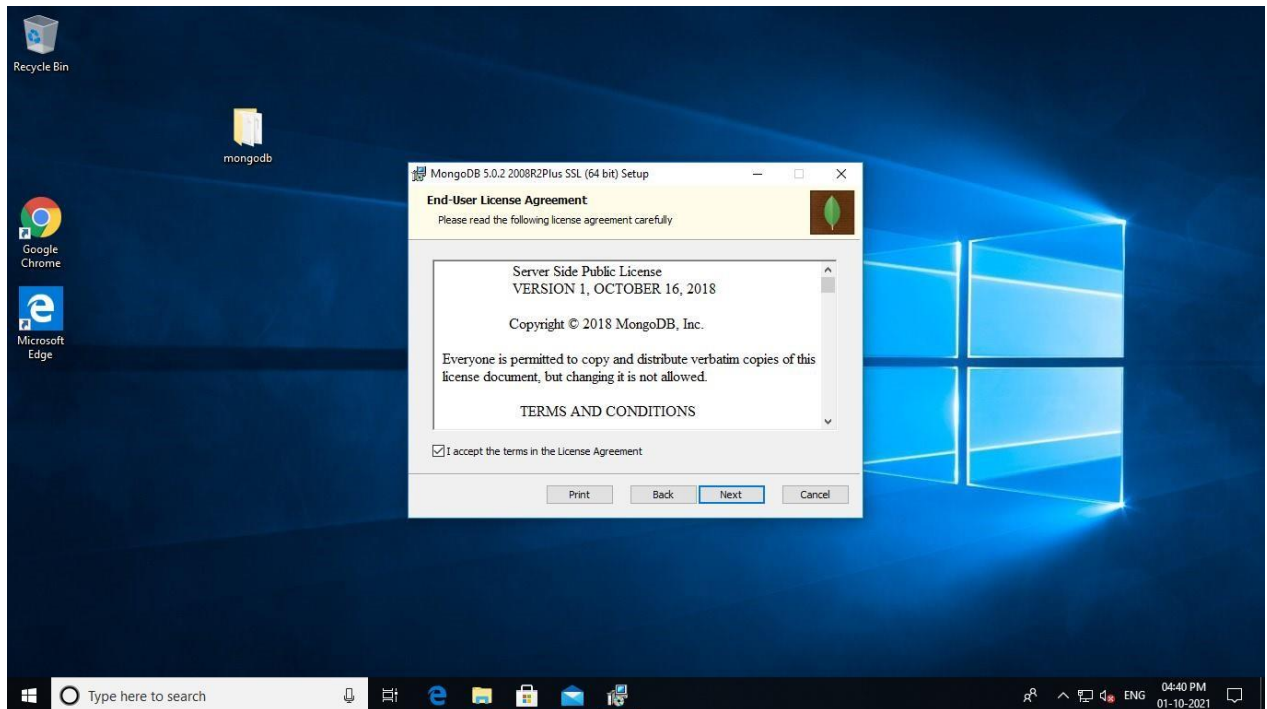 Recycle Bin
mongodb
Google
Chrome
Microsoft
Edge
MongoDB 5.0.2 2008R2Plus SSL (64 bit) Setup
End-User License Agreement
Please read the following license agreement carefully
Server Side Public License
VERSION 1, OCTOBER 16, 2018
Copyright © 2018 MongoDB, Inc.
Everyone is permitted to copy and distribute verbatim copies of this
license document, but changing it is not allowed.
TERMS AND CONDITIONS
I accept the terms in the License Agreement
Print Back Next Cancel
Type here to search
ENG
04:40 PM
01-10-2021